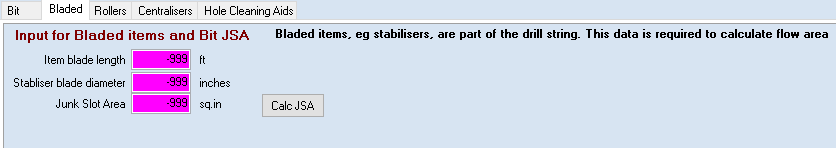 Bit Bladed Rollers Centralisers Hole Cleaning Aids
Input for Bladed items and Bit JSA Bladed items, eg stabilisers, are part of the drill string. This data is required to calculate flow area
Item blade length -999 ft
Stabliser blade diameter -999 inches
Junk Slot Area -999 sq.in Calc JSA